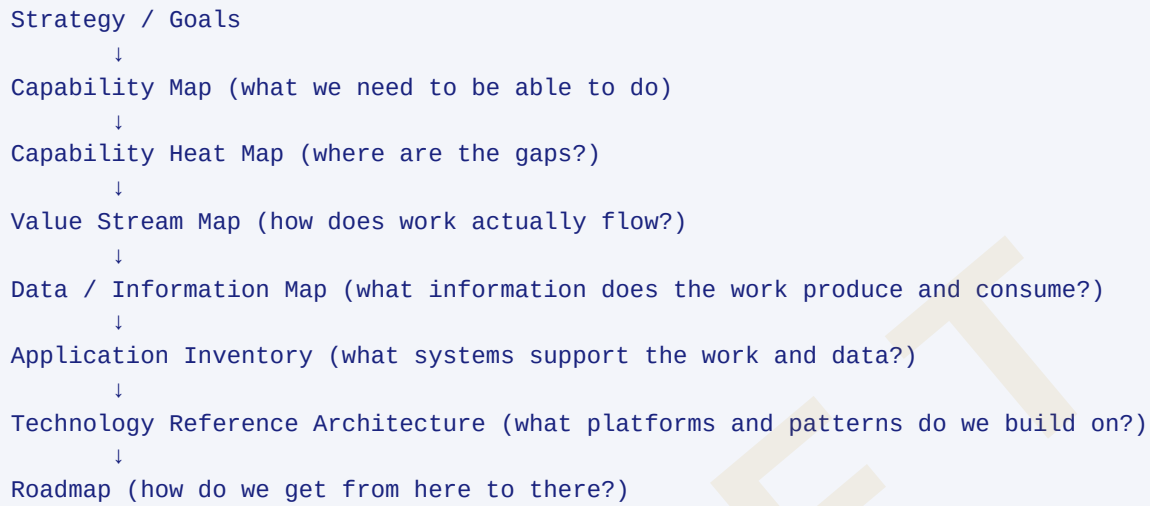 Strategy / Goals
↓
Capability Map (what we need to be able to do)
↓
Capability Heat Map (where are the gaps?)
↓
Value Stream Map (how does work actually flow?)
↓
Data / Information Map (what information does the work produce and consume?)
↓
Application Inventory (what systems support the work and data?)
↓
Technology Reference Architecture (what platforms and patterns do we build on?)
↓
Roadmap (how do we get from here to there?)